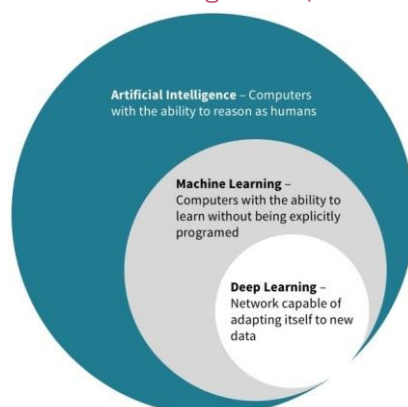 Artificial Intelligence – Computers
with the ability to reason as humans
Machine Learning –
Computers with the ability to
learn without being explicitly
programed
Deep Learning –
Network capable of
adapting itself to new
data